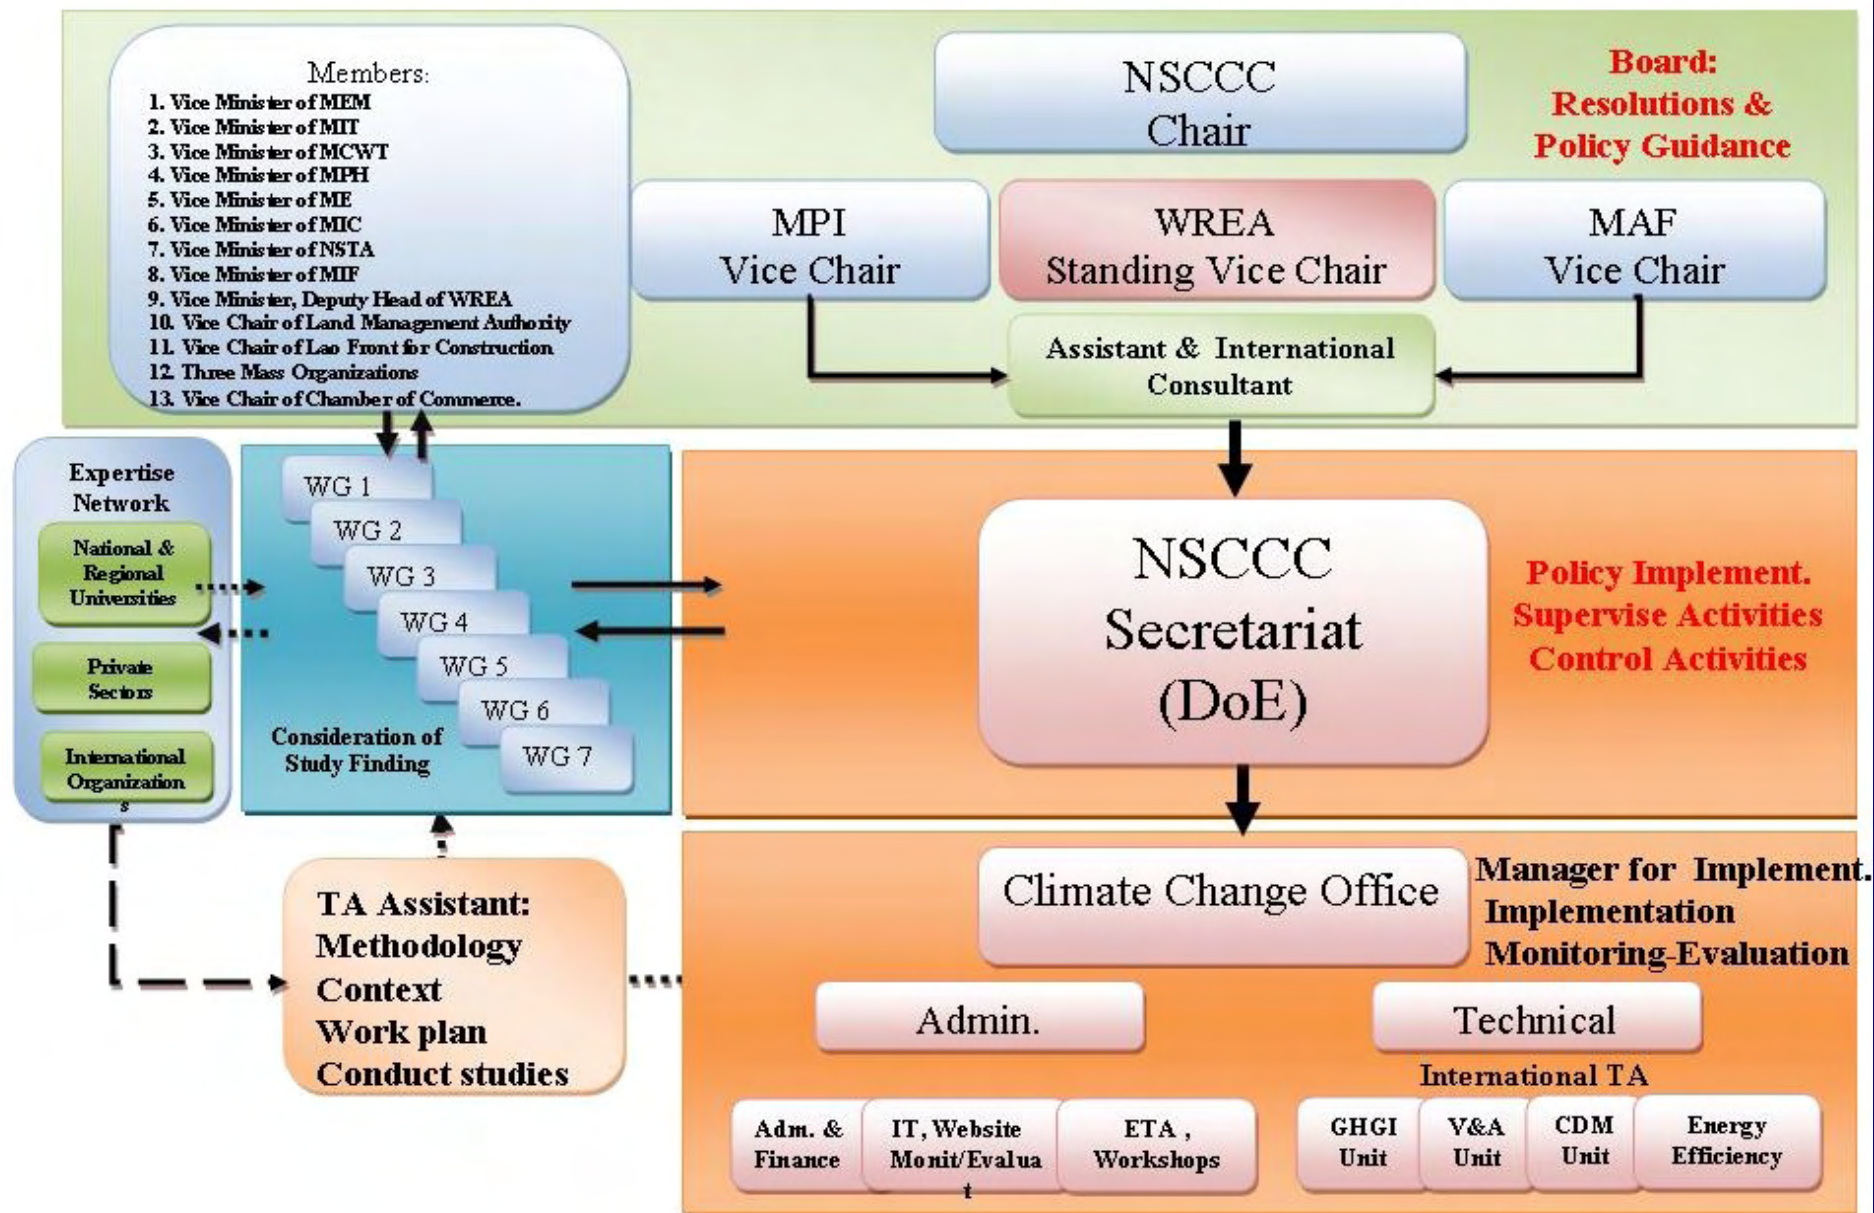 Members:
1. Vice Minister of MEM
2. Vice Minister of MIT
3. Vice Minister of MCWT
4. Vice Minister of MPH
5. Vice Minister of ME
6. Vice Minister of MIC
7. Vice Minister of NSTA
8. Vice Minister of MIF
9. Vice Minister, Deputy Head of WREA
10. Vice Chair of Land Management Authority
11. Vice Chair of Lao Front for Construction
12. Three Mass Organizations
13. Vice Chair of Chamber of Commerce.
NSCCC
Chair
Board:
Resolutions &
Policy Guidance
MPI
Vice Chair
WREA
Standing Vice Chair
MAF
Vice Chair
Assistant & International
Consultant
Expertise
Network
National &
Regional
Universities
Private
Sectors
International
Organization
s
WG 1
WG 2
WG 3
WG 4
WG 5
WG 6
WG 7
Consideration of
Study Finding
NSCCC
Secretariat
(DoE)
Policy Implement.
Supervise Activities
Control Activities
TA Assistant:
Methodology
Context
Work plan
Conduct studies
Climate Change Office
Manager for Implement.
Implementation
Monitoring-Evaluation
Admin.
Technical
International TA
Adm. &
Finance
IT, Website
Monit/Evalua
t
ETA ,
Workshops
GHGI
Unit
V&A
Unit
CDM
Unit
Energy
Efficiency